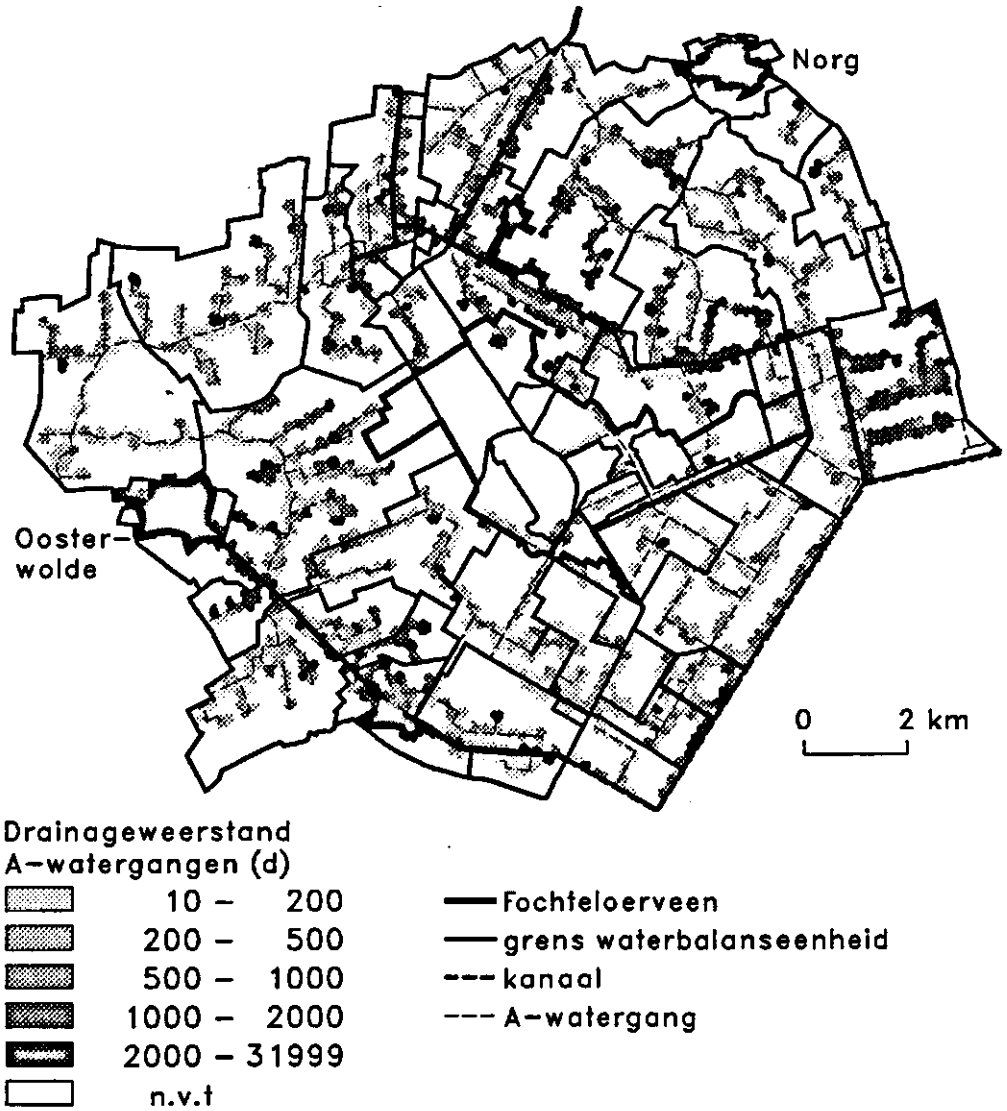 Norg
Ooster-
wolde
0 2 km
Drainageweerstand
A-watergangen (d)
10 - 200
200 - 500
500 - 1000
1000 - 2000
2000 - 31999
n.v.t
Fochteloerveen
grens waterbalanseenheid
kanaal
A-watergang